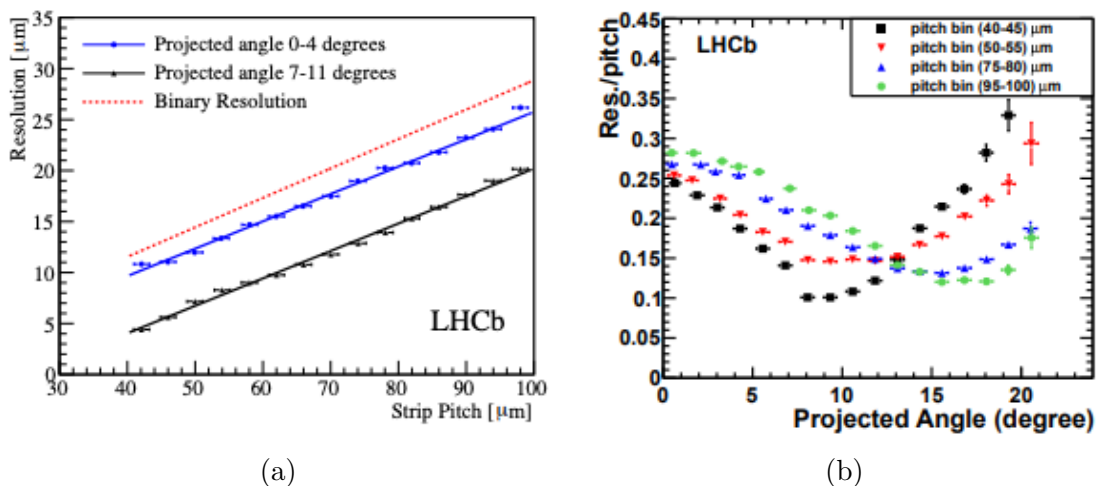 35
30
25
20
15
10
5
0
Resolution [μm]
Projected angle 0-4 degrees
Projected angle 7-11 degrees
Binary Resolution
LHCb
30 40 50 60 70 80 90 100
Strip Pitch [μm]
(a)
0.45
0.4
0.35
0.3
0.25
0.2
0.15
0.1
0.05
0
Res./pitch
LHCb
pitch bin (40-45) μm
pitch bin (50-55) μm
pitch bin (75-80) μm
pitch bin (95-100) μm
0 5 10 15 20
Projected Angle (degree)
(b)